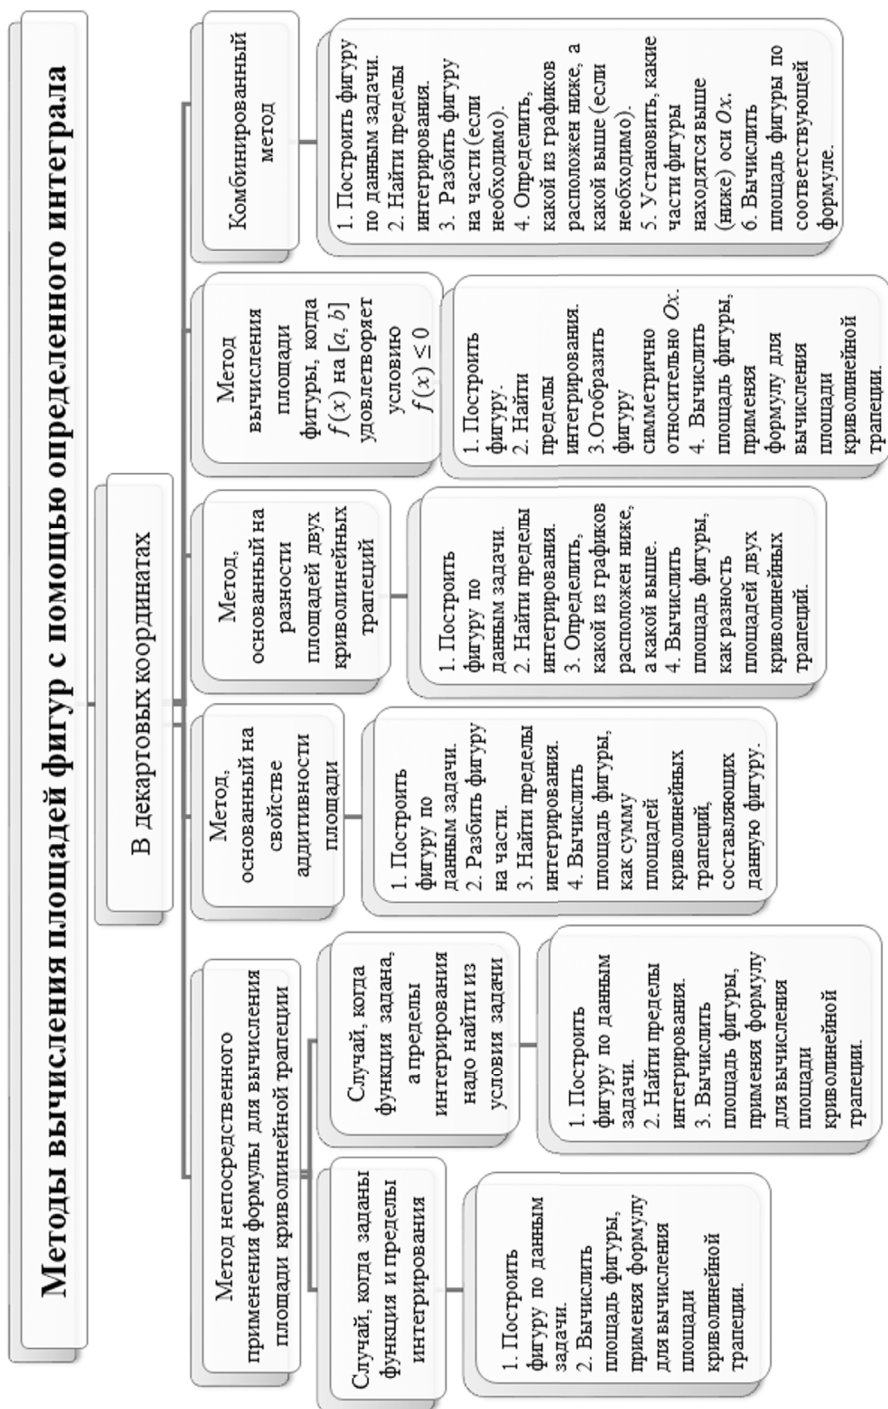 Методы вычисления площадей фигур с помощью определенного интеграла
В декартовых координатах
Метод непосредственного
применения формулы для вычисления
площади криволинейной трапеции
Случай, когда заданы
функция и пределы
интегрирования
1. Построить
фигуру по данным
задачи.
2. Вычислить
площадь фигуры,
применяя формулу
для вычисления
площади
криволинейной
трапеции.
Случай, когда
функция задана,
а пределы
интегрирования
надо найти из
условия задачи
1. Построить
фигуру по данным
задачи.
2. Найти пределы
интегрирования.
3. Вычислить
площадь фигуры,
применяя формулу
для вычисления
площади
криволинейной
трапеции.
Метод,
основанный на
свойстве
аддитивности
площади
1. Построить
фигуру по
данным задачи.
2. Разбить фигуру
на части.
3. Найти пределы
интегрирования.
4. Вычислить
площадь фигуры,
как сумму
площадей
криволинейных
трапеций,
составляющих
данную фигуру.
Метод,
основанный на
разности
площадей двух
криволинейных
трапеций
1. Построить
фигуру по
данным задачи.
2. Найти пределы
интегрирования.
3. Определить,
какой из графиков
расположен ниже,
а какой выше.
4. Вычислить
площадь фигуры,
как разность
площадей двух
криволинейных
трапеций.
Метод
вычисления
площади
фигуры, когда
f(x) на [a, b]
удовлетворяет
условию
f(x) ≤ 0
1. Построить
фигуру.
2. Найти
пределы
интегрирования.
3.Отобразить
фигуру
симметрично
относительно Ox.
4. Вычислить
площадь фигуры,
применяя
формулу для
вычисления
площади
криволинейной
трапеции.
Комбинированный
метод
1. Построить фигуру
по данным задачи.
2. Найти пределы
интегрирования.
3. Разбить фигуру
на части (если
необходимо).
4. Определить,
какой из графиков
расположен ниже, а
какой выше (если
необходимо).
5. Установить, какие
части фигуры
находятся выше
(ниже) оси Ox.
6. Вычислить
площадь фигуры по
соответствующей
формуле.